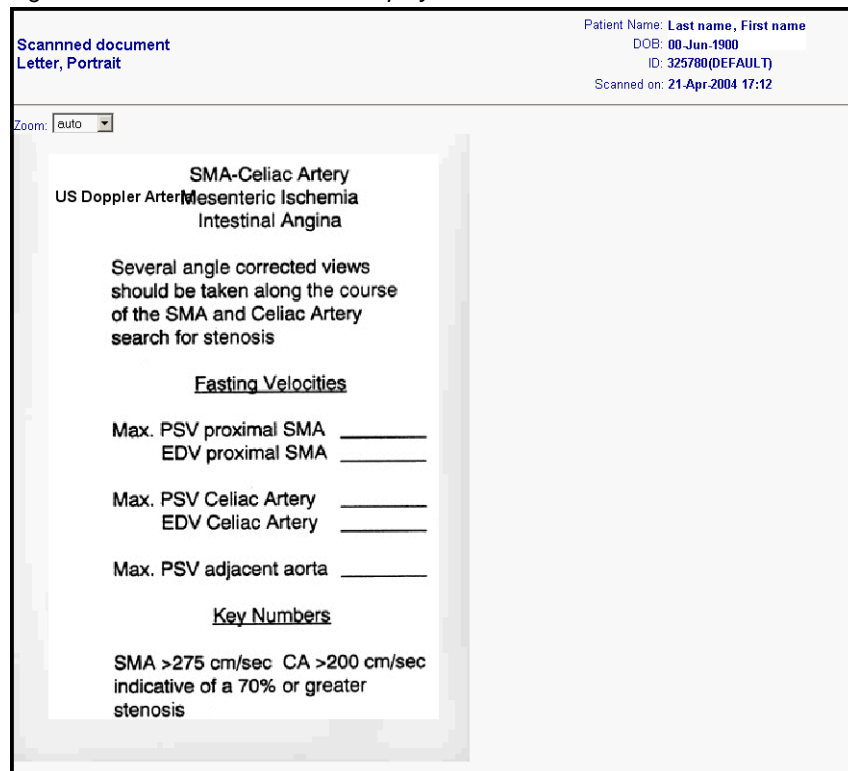 Scannned document
Letter, Portrait
Patient Name: Last name, First name
DOB: 00-Jun-1900
ID: 325780(DEFAULT)
Scanned on: 21-Apr-2004 17:12
Zoom: auto
SMA-Celiac Artery
US Doppler Arterie
Mesenteric Ischemia
Intestinal Angina
Several angle corrected views
should be taken along the course
of the SMA and Celiac Artery
search for stenosis
Fasting Velocities
Max. PSV proximal SMA
EDV proximal SMA
Max. PSV Celiac Artery
EDV Celiac Artery
Max. PSV adjacent aorta
Key Numbers
SMA >275 cm/sec CA >200 cm/sec
indicative of a 70% or greater
stenosis